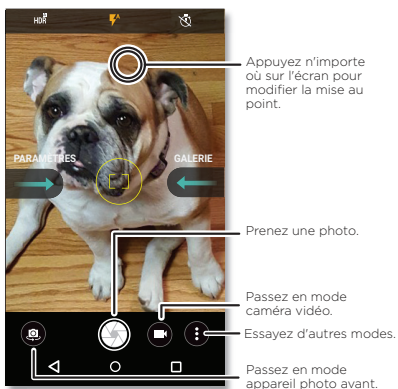 HDR
A
Appuyez n'importe
où sur l'écran pour
modifier la mise au
point.
PARAMÈTRES
GALERIE
Prenez une photo.
Passez en mode
caméra vidéo.
Essayez d'autres modes.
Passez en mode
appareil photo avant.